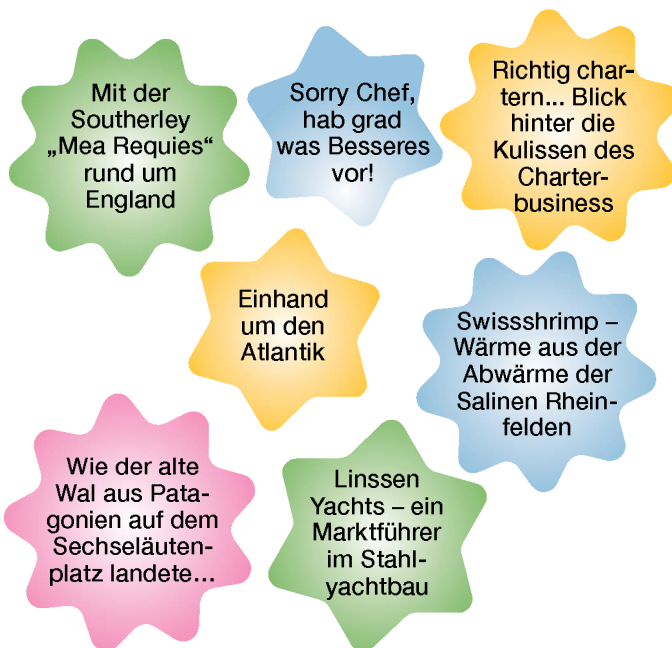 Mit der
Southerley
„Mea Requies“
rund um
England
Sorry Chef,
hab grad
was Besseres
vor!
Richtig char-
tern... Blick
hinter die
Kulissen des
Charter-
business
Einhand
um den
Atlantik
Swissshrimp –
Wärme aus der
Abwärme der
Salinen Rhein-
felden
Wie der alte
Wal aus Pata-
gonien auf dem
Sechseläuten-
platz landete...
Linssen
Yachts – ein
Marktführer
im Stahl-
yachtbau